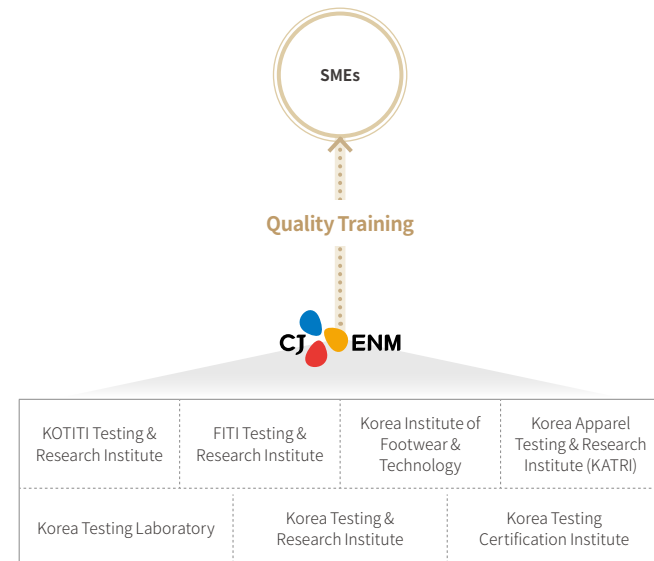 SMEs
Quality Training
CJ ENM
KOTITI Testing &
Research Institute
FITI Testing &
Research Institute
Korea Institute of
Footwear &
Technology
Korea Apparel
Testing & Research
Institute (KATRI)
Korea Testing Laboratory
Korea Testing &
Research Institute
Korea Testing
Certification Institute